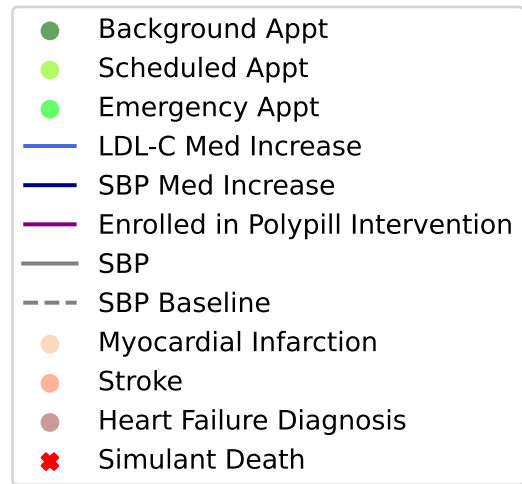 Background Appt
Scheduled Appt
Emergency Appt
LDL-C Med Increase
SBP Med Increase
Enrolled in Polypill Intervention
SBP
SBP Baseline
Myocardial Infarction
Stroke
Heart Failure Diagnosis
Simulant Death